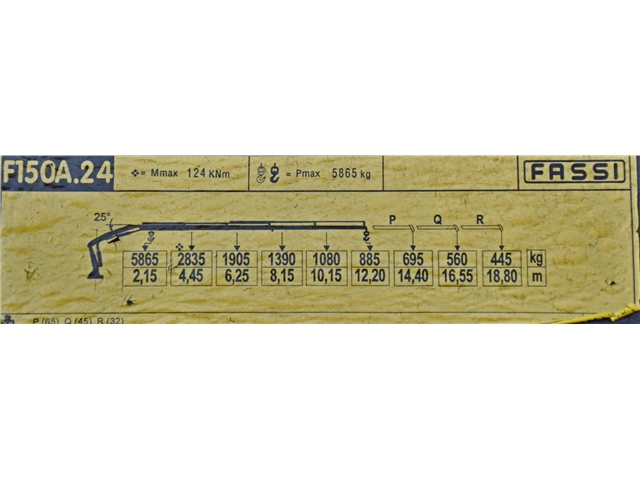 F150A.24 ❖= Mmax 124 KNm = Pmax 5865 kg FASSI
25° P Q R
5865 2835 1905 1390 1080 885 695 560 445 kg
2,15 4,45 6,25 8,15 10,15 12,20 14,40 16,55 18,80 m
P (65) Q (45) R (32)